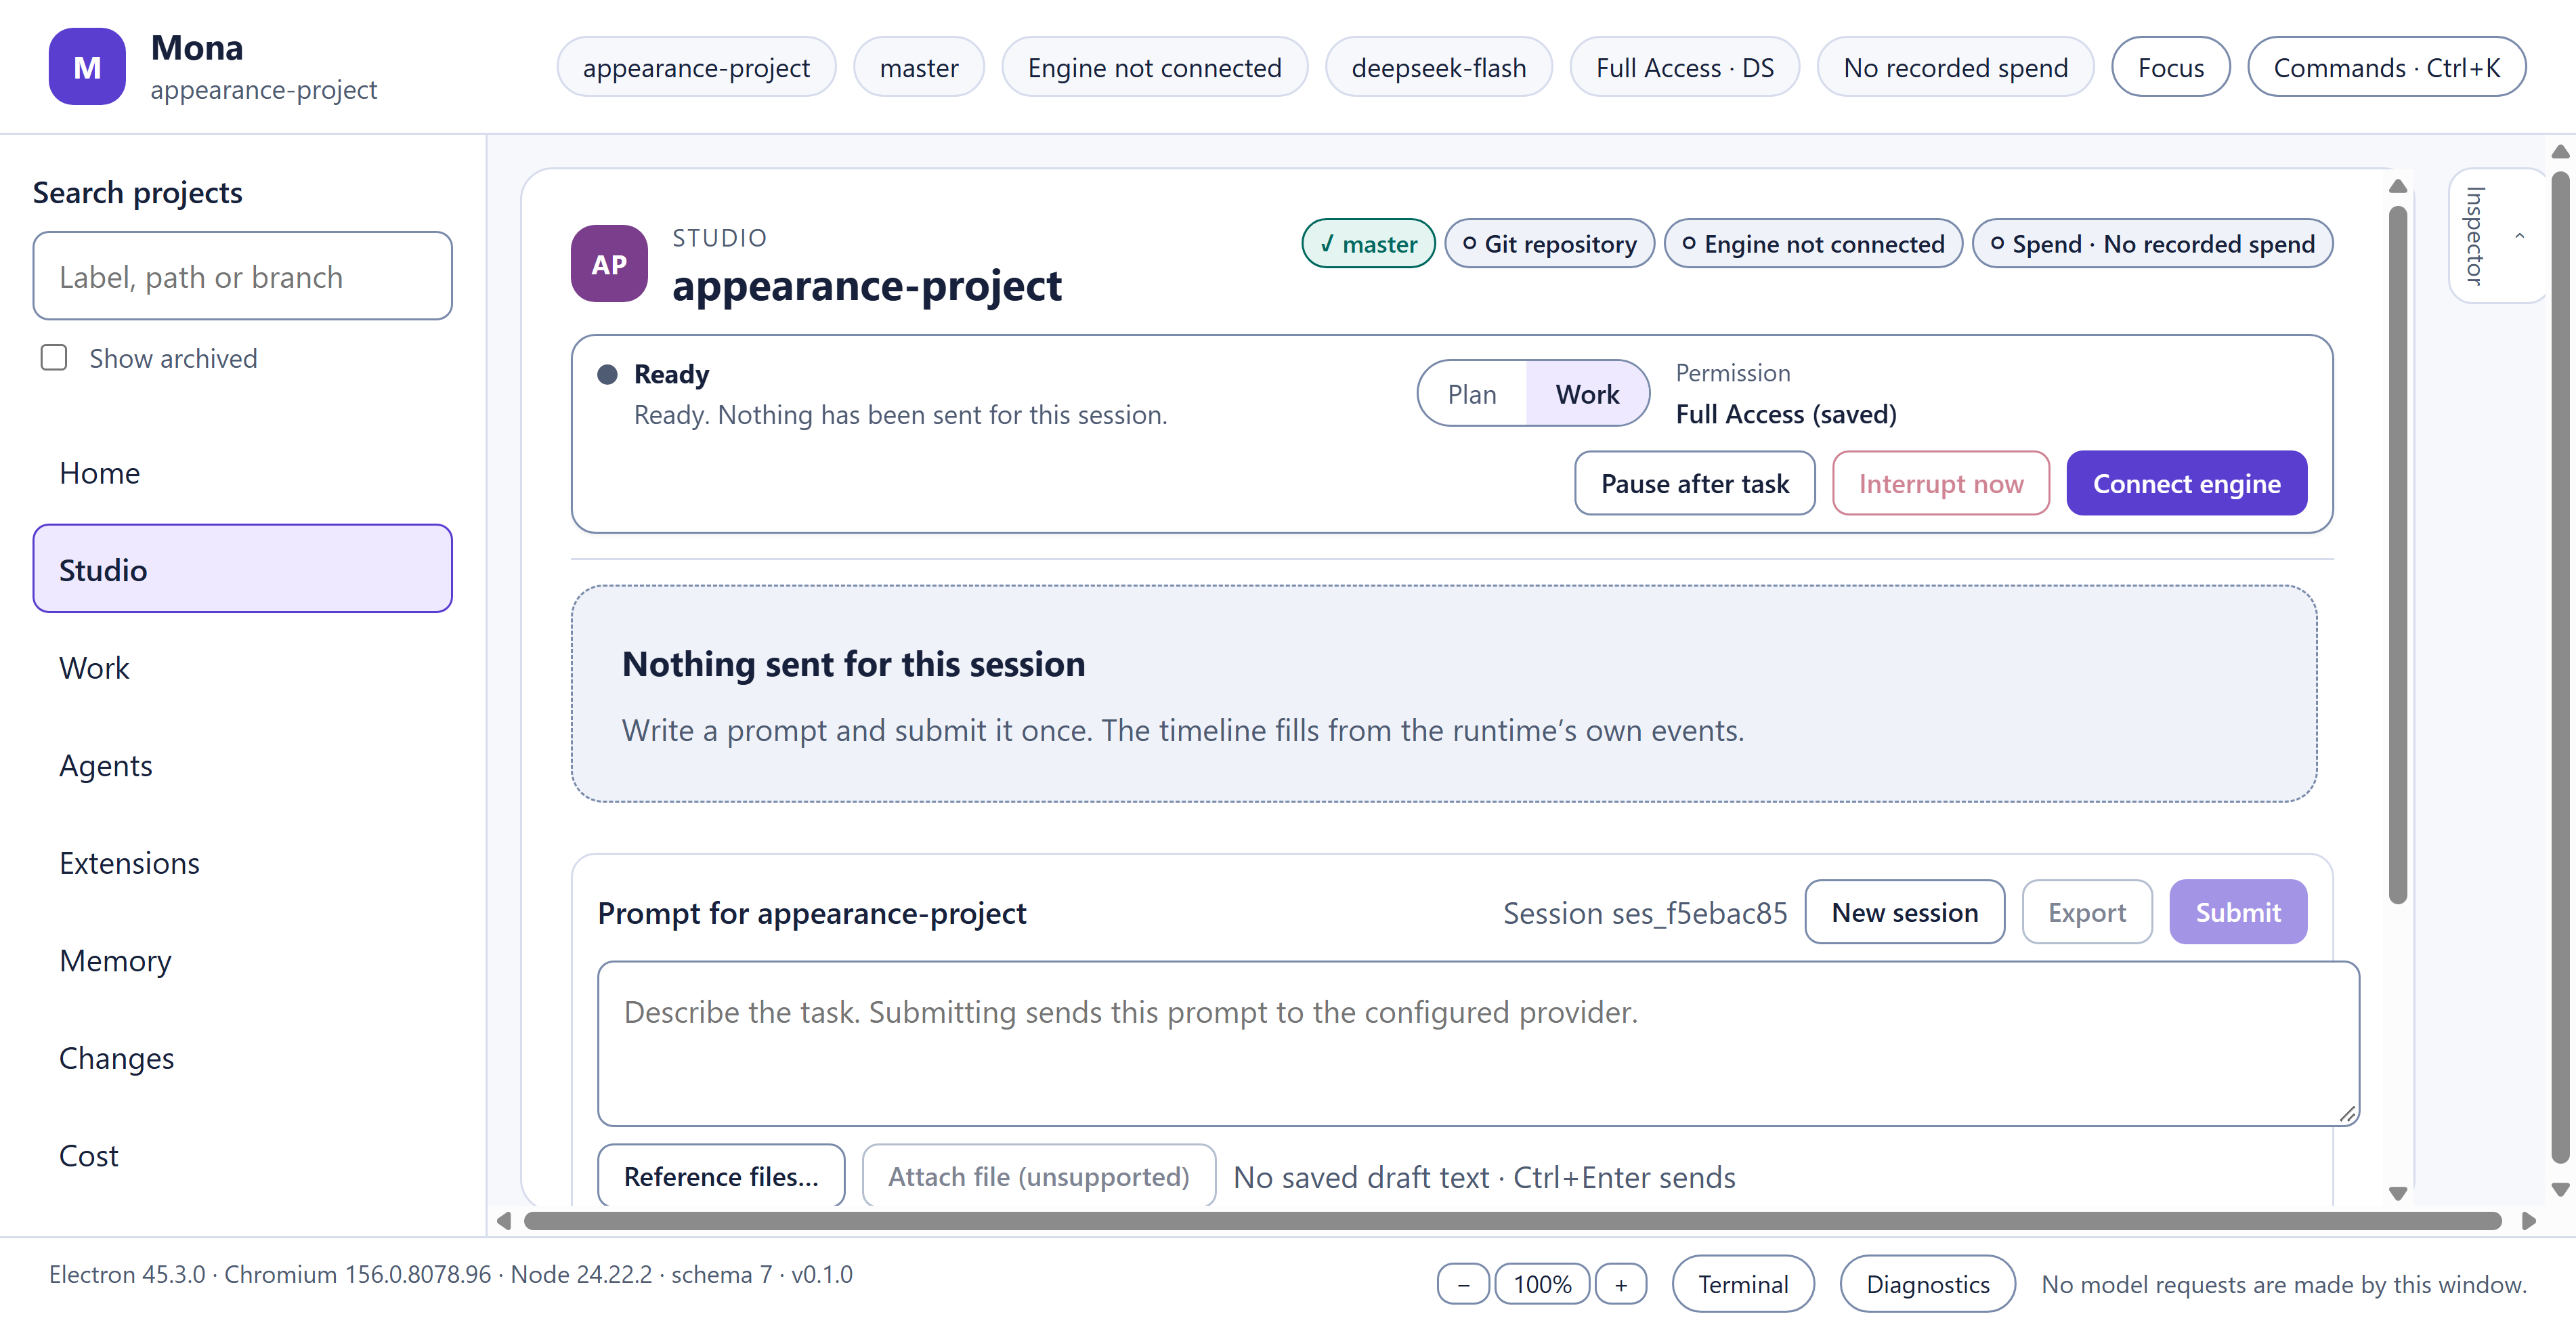 M
Mona
appearance-project
appearance-project
master
Engine not connected
deepseek-flash
Full Access · DS
No recorded spend
Focus
Commands · Ctrl+K
Search projects
Label, path or branch
Show archived
Home
Studio
Work
Agents
Extensions
Memory
Changes
Cost
AP
STUDIO
appearance-project
✓ master
Git repository
Engine not connected
Spend · No recorded spend
Inspector
Ready
Ready. Nothing has been sent for this session.
Plan
Work
Permission
Full Access (saved)
Pause after task
Interrupt now
Connect engine
Nothing sent for this session
Write a prompt and submit it once. The timeline fills from the runtime’s own events.
Prompt for appearance-project
Session ses_f5ebac85
New session
Export
Submit
Describe the task. Submitting sends this prompt to the configured provider.
Reference files...
Attach file (unsupported)
No saved draft text · Ctrl+Enter sends
Electron 45.3.0 · Chromium 156.0.8078.96 · Node 24.22.2 · schema 7 · v0.1.0
−
100%
+
Terminal
Diagnostics
No model requests are made by this window.